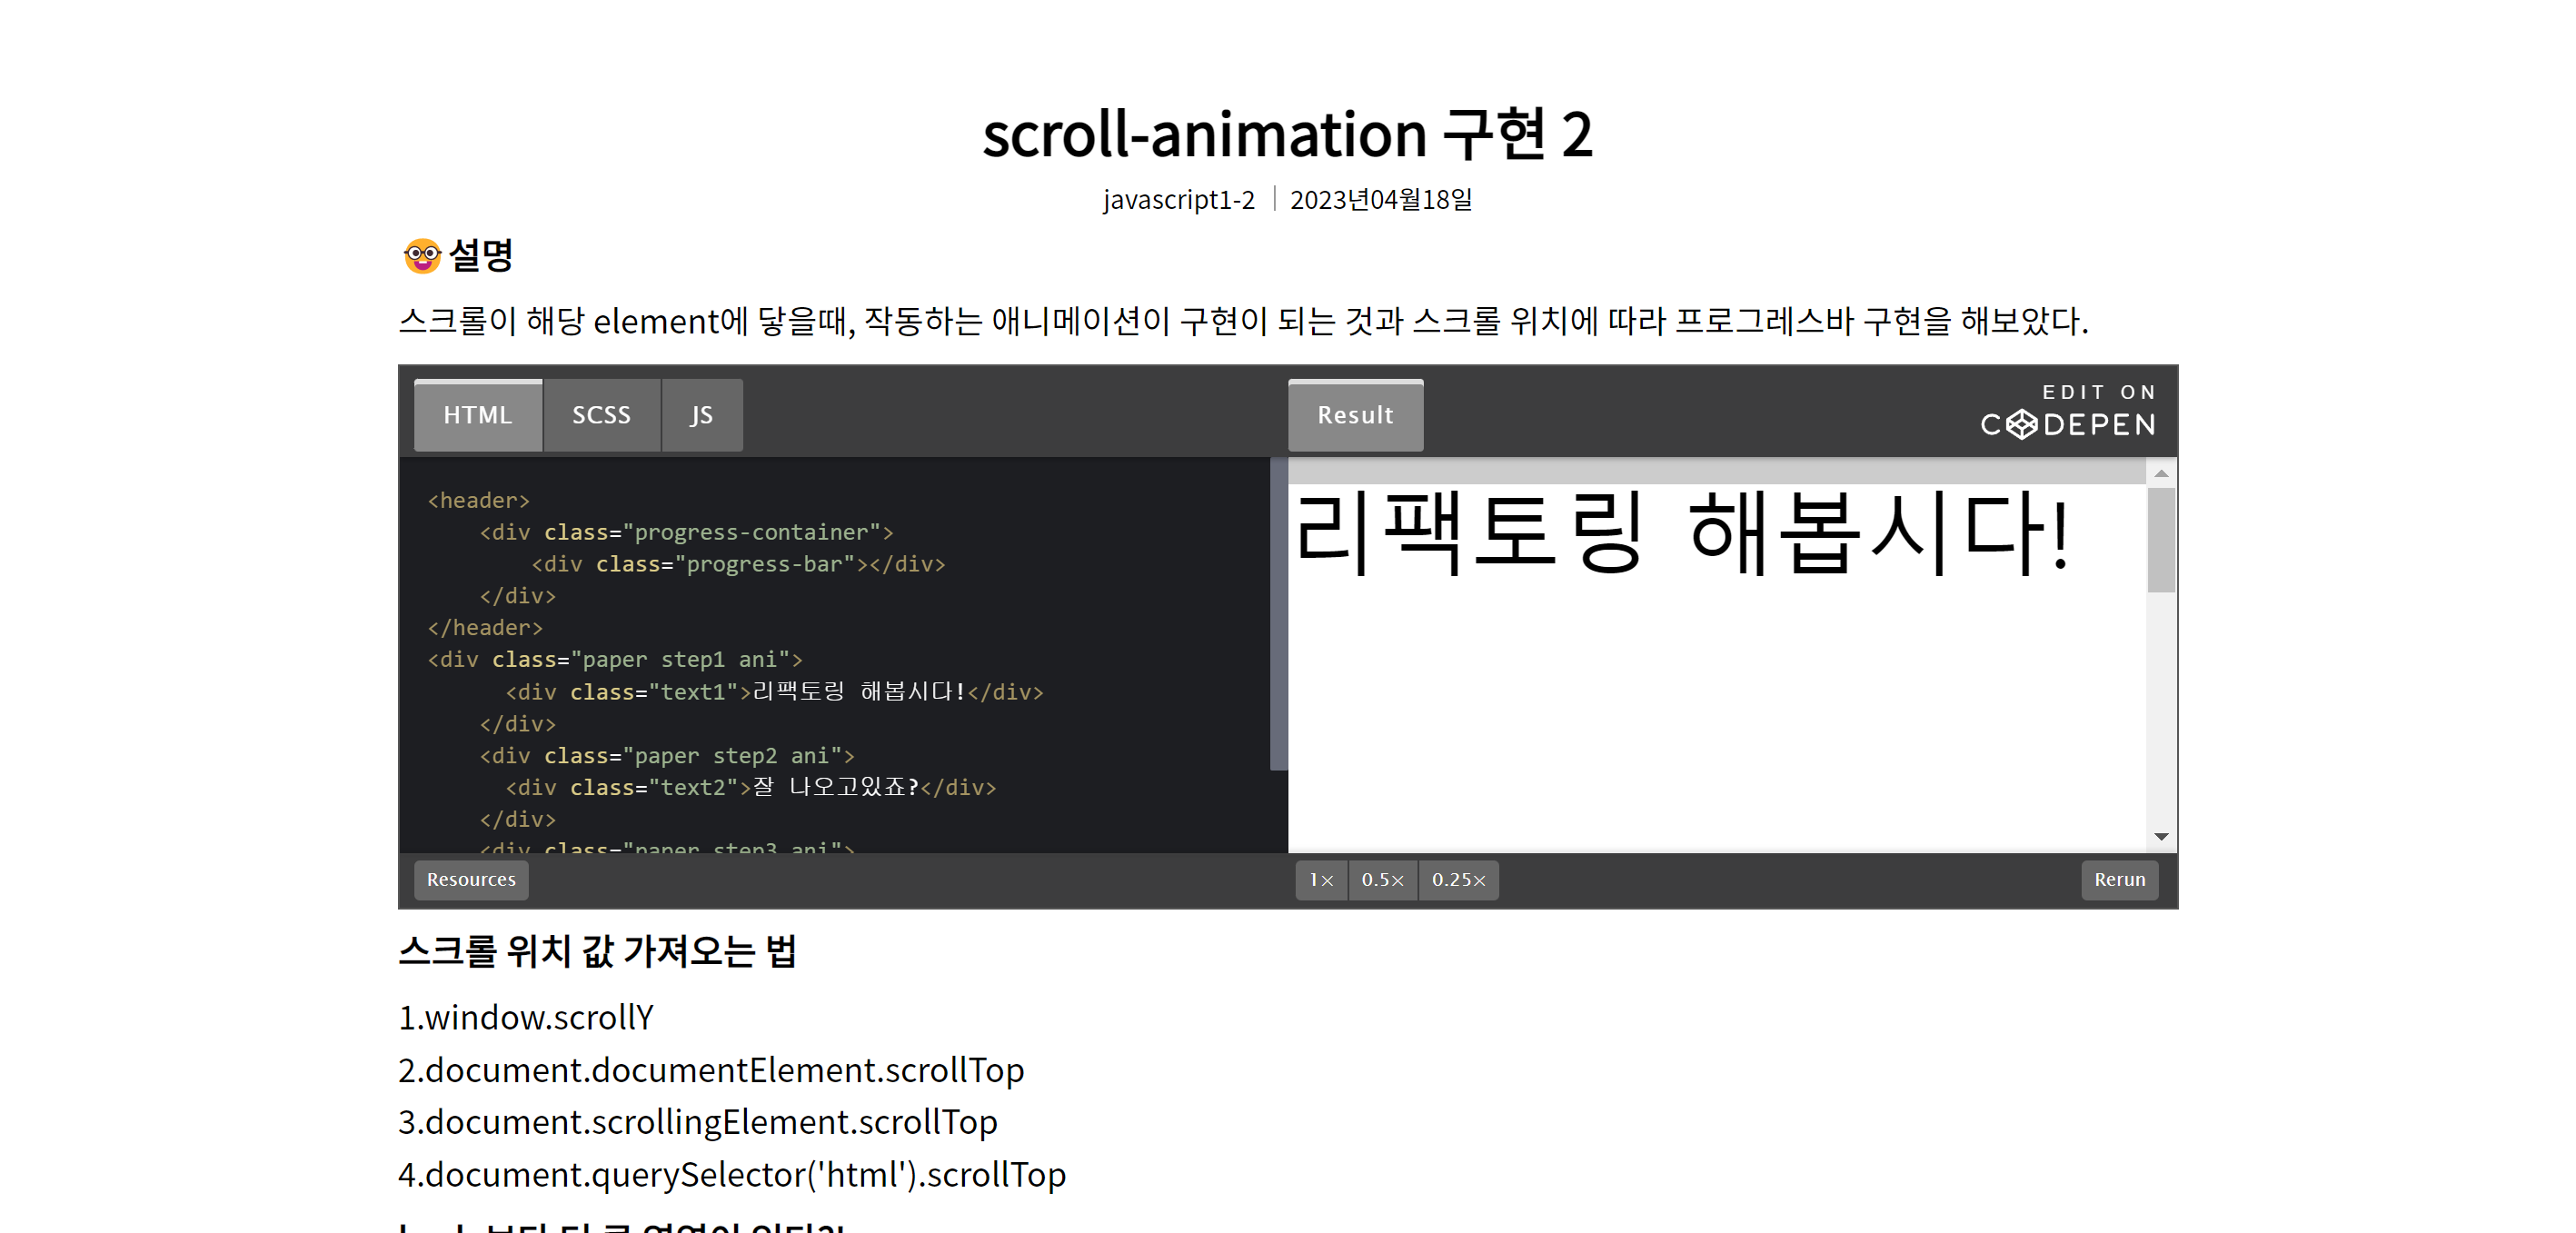 scroll-animation 구현 2
javascript1-2 | 2023년04월18일
🤓설명
스크롤이 해당 element에 닿을때, 작동하는 애니메이션이 구현이 되는 것과 스크롤 위치에 따라 프로그레스바 구현을 해보았다.
HTML SCSS JS
Result
EDIT ON
CODEPEN
<header>
<div class="progress-container">
<div class="progress-bar"></div>
</div>
</header>
<div class="paper step1 ani">
<div class="text1">리팩토링 해봅시다!</div>
</div>
<div class="paper step2 ani">
<div class="text2">잘 나오고있죠?</div>
</div>
<div class="paper step3 ani">
리팩토링 해봅시다!
Resources
1× 0.5× 0.25×
Rerun
스크롤 위치 값 가져오는 법
1.window.scrollY
2.document.documentElement.scrollTop
3.document.scrollingElement.scrollTop
4.document.querySelector('html').scrollTop